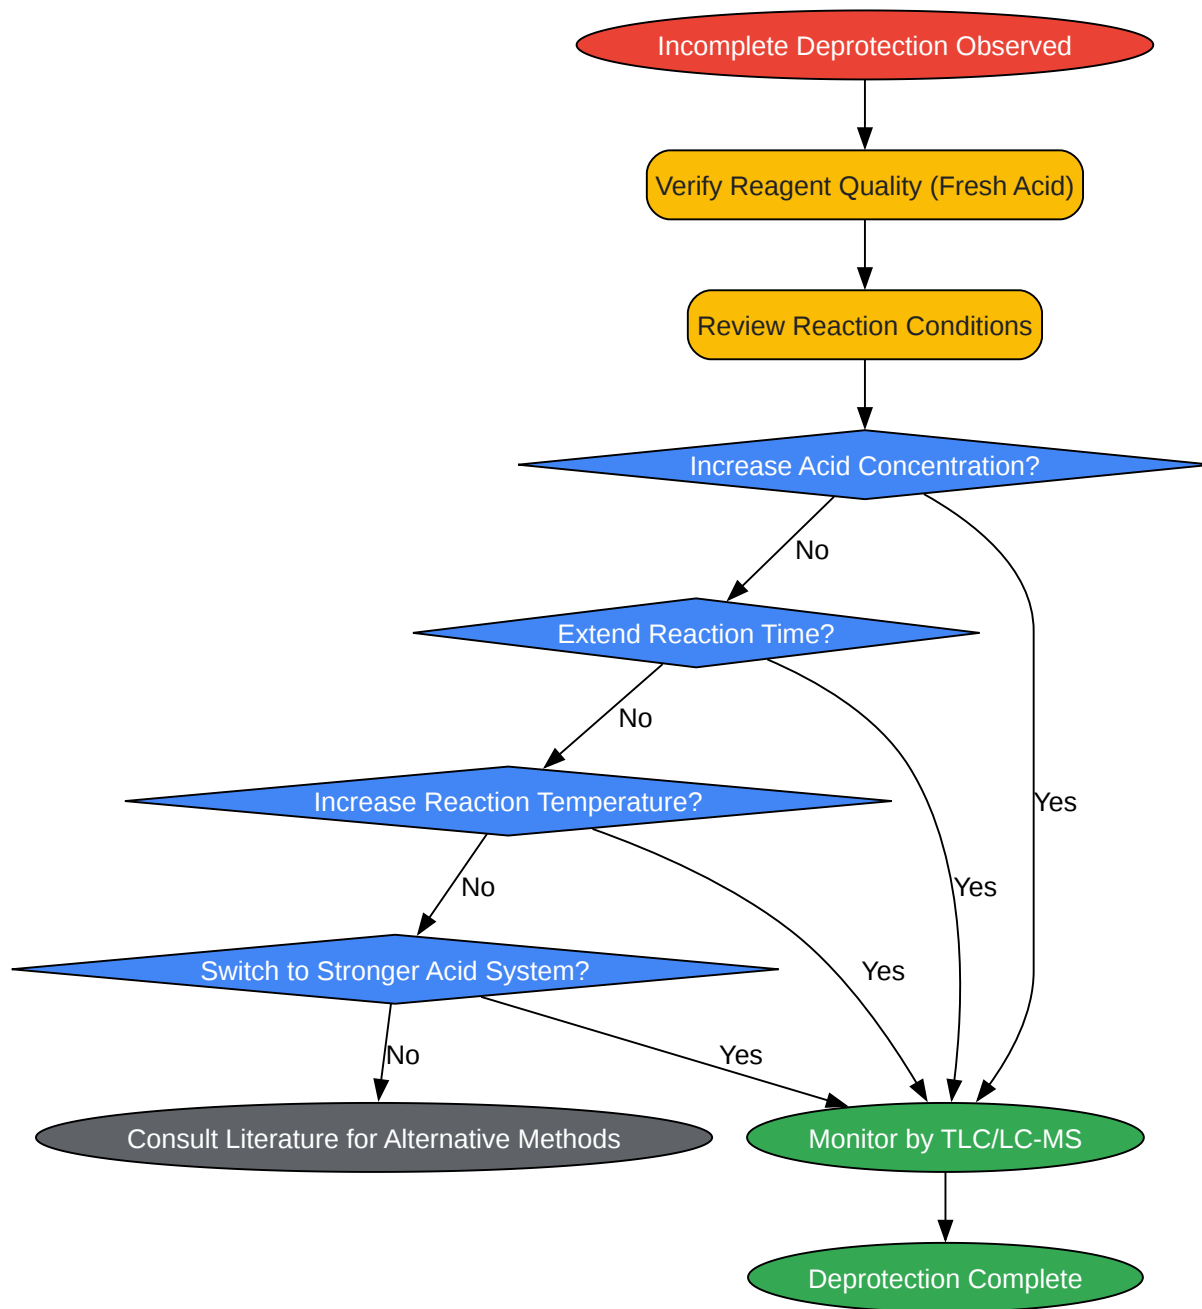 Incomplete Deprotection Observed
Verify Reagent Quality (Fresh Acid)
Review Reaction Conditions
Increase Acid Concentration?
No
Extend Reaction Time?
No
Increase Reaction Temperature?
Yes
No
Yes
Switch to Stronger Acid System?
Yes
No
Yes
Consult Literature for Alternative Methods
Monitor by TLC/LC-MS
Deprotection Complete